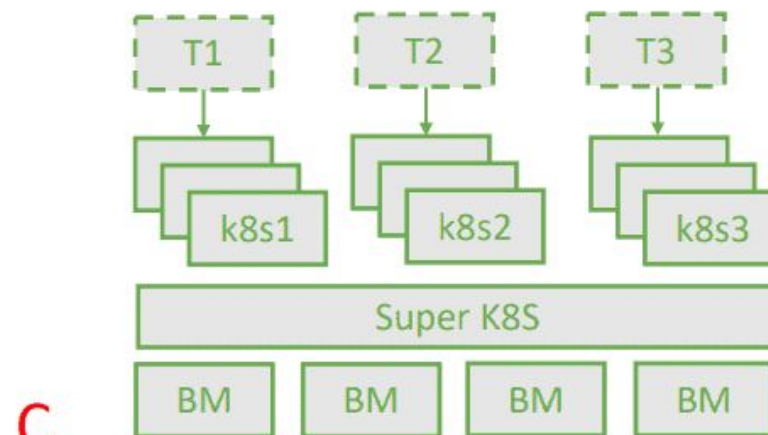 T1 T2 T3
k8s1 k8s2 k8s3
Super K8S
BM BM BM BM
C